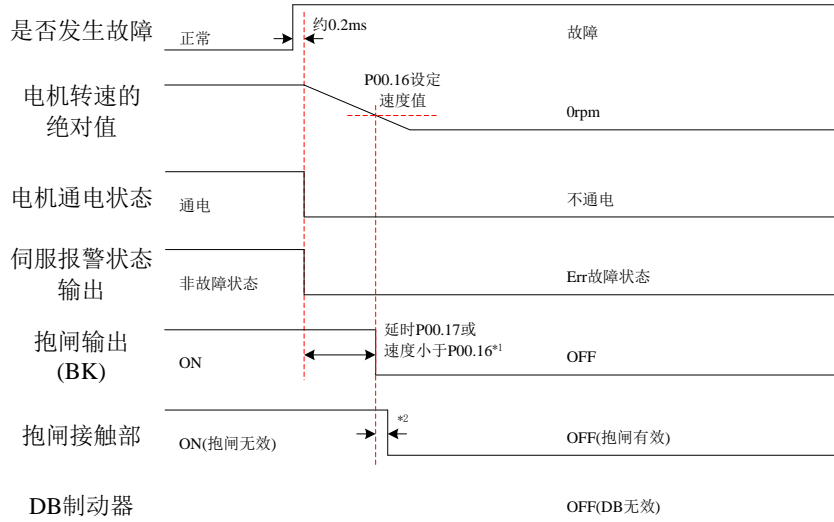 是否发生故障
正常
约0.2ms
故障
电机转速的
绝对值
P00.16设定
速度值
0rpm
电机通电状态
通电
不通电
伺服报警状态
输出
非故障状态
Err故障状态
抱闸输出
(BK)
ON
延时P00.17或
速度小于P00.16*1
OFF
抱闸接触部
ON(抱闸无效)
*2
OFF(抱闸有效)
DB制动器
OFF(DB无效)